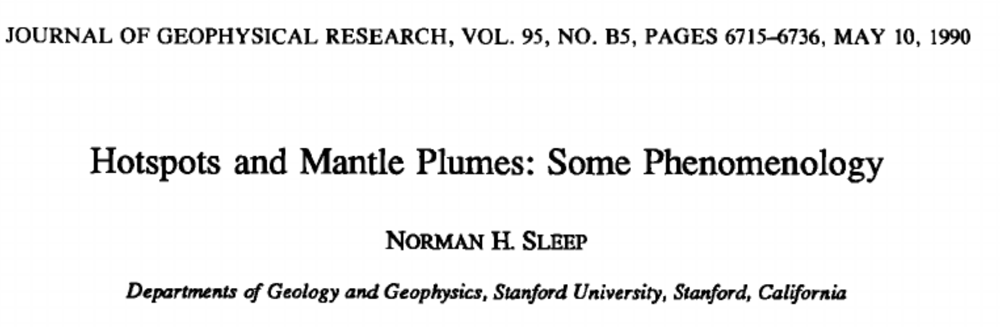 JOURNAL OF GEOPHYSICAL RESEARCH, VOL. 95, NO. B5, PAGES 6715–6736, MAY 10, 1990
Hotspots and Mantle Plumes: Some Phenomenology
NORMAN H. SLEEP
Departments of Geology and Geophysics, Stanford University, Stanford, California